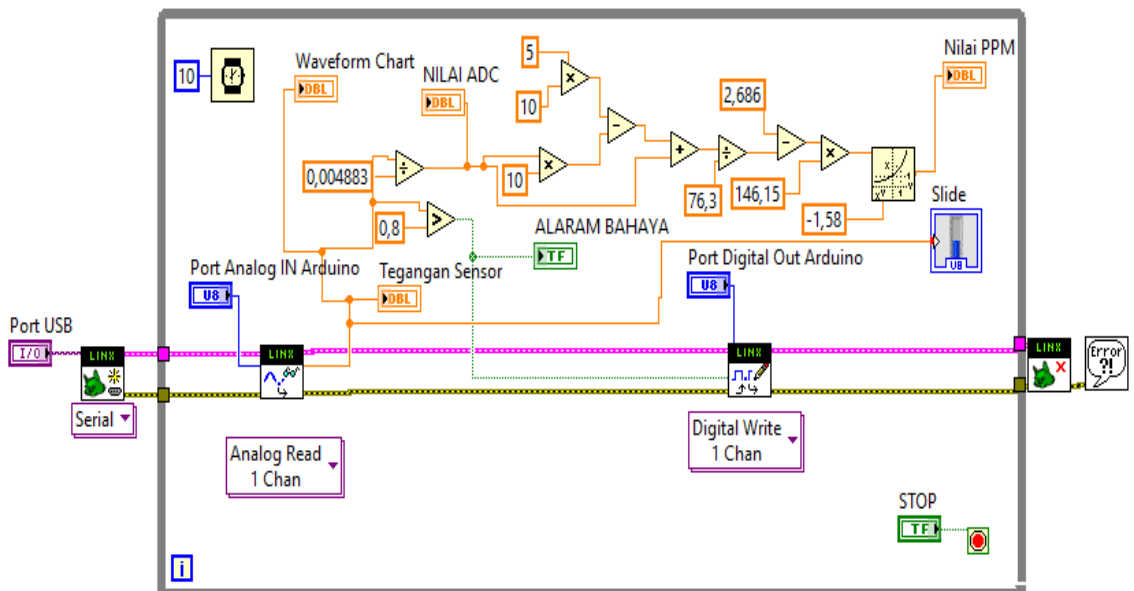 10
Waveform Chart
DBL
NILAI ADC
DBL
5
×
10
−
2,686
Nilai PPM
DBL
0,004883
÷
10
×
+
÷
−
×
76,3
146,15
-1,58
0,8
>
ALARAM BAHAYA
TF
Slide
U8
Port Analog IN Arduino
U8
Tegangan Sensor
DBL
Port Digital Out Arduino
U8
Port USB
I/O
LINX
LINX
LINX
LINX
Error
?!
Serial
Analog Read
1 Chan
Digital Write
1 Chan
STOP
TF
i